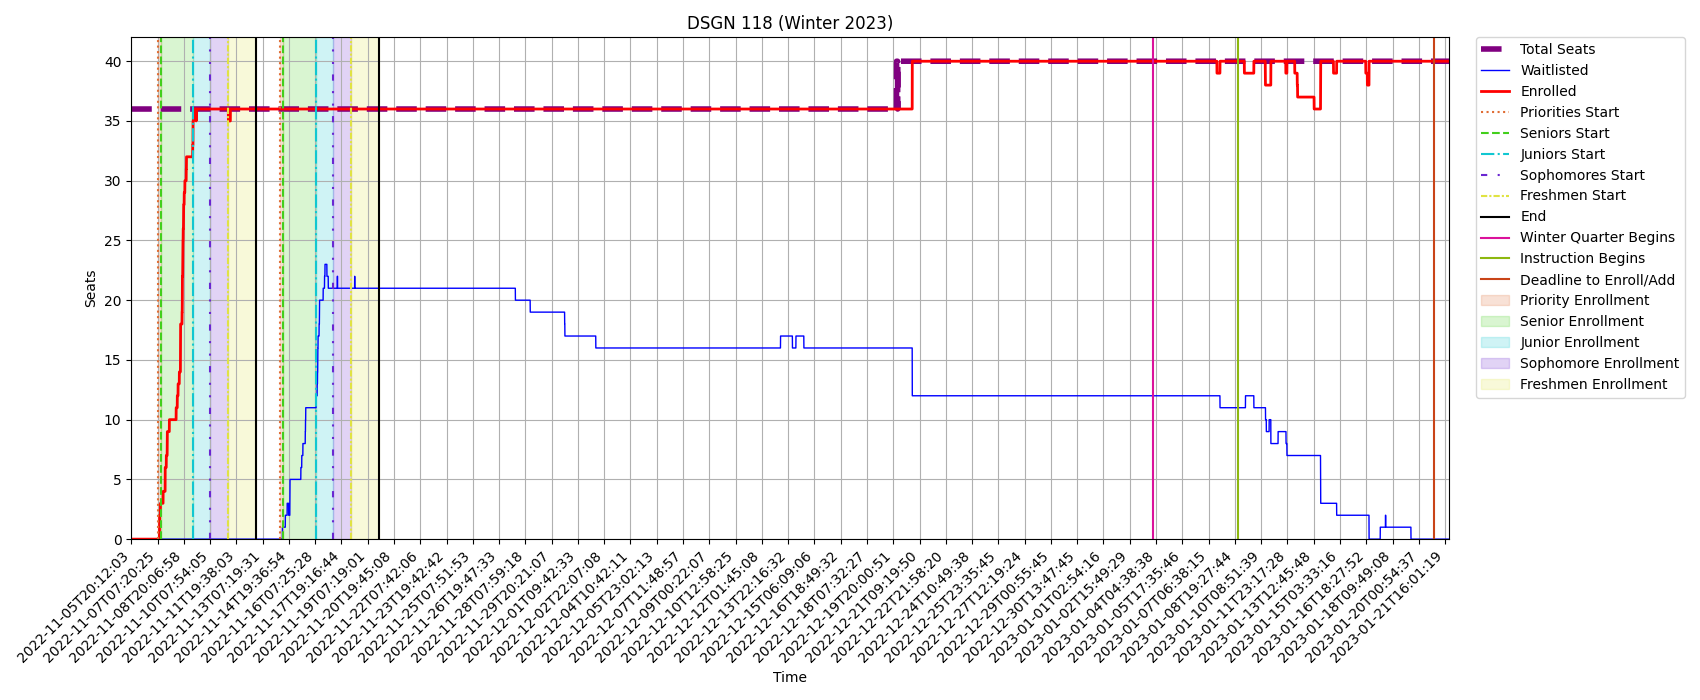 DSGN 118 (Winter 2023)
Total Seats
Waitlisted
Enrolled
Priorities Start
Seniors Start
Juniors Start
Sophomores Start
Freshmen Start
End
Winter Quarter Begins
Instruction Begins
Deadline to Enroll/Add
Priority Enrollment
Senior Enrollment
Junior Enrollment
Sophomore Enrollment
Freshmen Enrollment
Seats
40
35
30
25
20
15
10
5
0
2022-11-05T20:12:03
2022-11-07T07:20:25
2022-11-08T20:06:58
2022-11-10T07:54:05
2022-11-11T19:38:03
2022-11-13T07:19:31
2022-11-14T19:36:54
2022-11-16T07:25:28
2022-11-17T19:16:44
2022-11-19T07:19:01
2022-11-20T19:45:08
2022-11-22T07:42:06
2022-11-23T19:42:42
2022-11-25T07:51:53
2022-11-26T19:47:33
2022-11-28T07:59:18
2022-11-29T20:21:07
2022-12-01T09:42:33
2022-12-02T22:07:08
2022-12-04T10:42:11
2022-12-05T23:02:13
2022-12-07T11:48:57
2022-12-09T00:22:07
2022-12-10T12:58:25
2022-12-12T01:45:08
2022-12-13T22:16:32
2022-12-15T06:09:06
2022-12-16T18:49:32
2022-12-18T07:32:27
2022-12-19T20:00:51
2022-12-21T09:19:50
2022-12-22T21:58:20
2022-12-24T10:49:38
2022-12-25T23:35:45
2022-12-27T12:19:24
2022-12-29T00:55:45
2022-12-30T13:47:45
2023-01-01T02:54:16
2023-01-02T15:49:29
2023-01-04T04:38:38
2023-01-05T17:35:46
2023-01-07T06:38:15
2023-01-08T19:27:44
2023-01-10T08:51:39
2023-01-11T23:17:28
2023-01-13T12:45:48
2023-01-15T03:33:16
2023-01-16T18:27:52
2023-01-18T09:49:08
2023-01-20T00:54:37
2023-01-21T16:01:19
Time